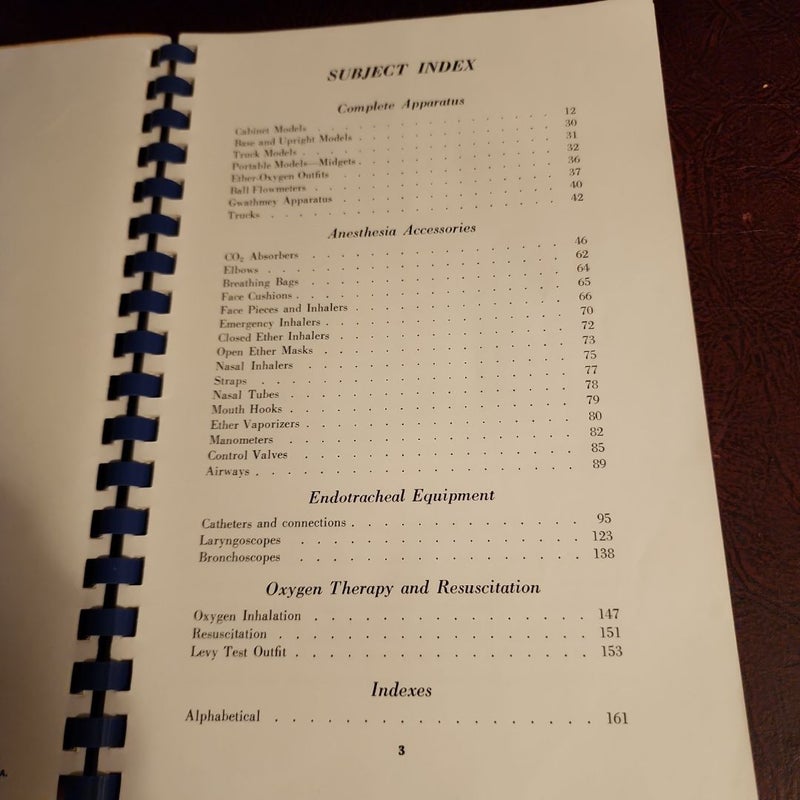 SUBJECT INDEX
Complete Apparatus
Cabinet Models . . . . . . . . . . . . . . . 12
Base and Upright Models . . . . . . . . . . . . 30
Truck Models . . . . . . . . . . . . . . . 31
Portable Models—Midgets . . . . . . . . . . . . 32
Ether-Oxygen Outfits . . . . . . . . . . . . . 36
Ball Flowmeters . . . . . . . . . . . . . . 37
Gwathmey Apparatus . . . . . . . . . . . . . 40
Trucks . . . . . . . . . . . . . . . . . 42
Anesthesia Accessories
CO₂ Absorbers . . . . . . . . . . . . . . 46
Elbows . . . . . . . . . . . . . . . . . 62
Breathing Bags . . . . . . . . . . . . . . 64
Face Cushions . . . . . . . . . . . . . . . 65
Face Pieces and Inhalers . . . . . . . . . . . . 66
Emergency Inhalers . . . . . . . . . . . . . 70
Closed Ether Inhalers . . . . . . . . . . . . . 72
Open Ether Masks . . . . . . . . . . . . . . 73
Nasal Inhalers . . . . . . . . . . . . . . . 75
Straps . . . . . . . . . . . . . . . . . 77
Nasal Tubes . . . . . . . . . . . . . . . 78
Mouth Hooks . . . . . . . . . . . . . . . 79
Ether Vaporizers . . . . . . . . . . . . . . 80
Manometers . . . . . . . . . . . . . . . 82
Control Valves . . . . . . . . . . . . . . 85
Airways . . . . . . . . . . . . . . . . . 89
Endotracheal Equipment
Catheters and connections . . . . . . . . . . . . 95
Laryngoscopes . . . . . . . . . . . . . . 123
Bronchoscopes . . . . . . . . . . . . . . 138
Oxygen Therapy and Resuscitation
Oxygen Inhalation . . . . . . . . . . . . . . 147
Resuscitation . . . . . . . . . . . . . . . 151
Levy Test Outfit . . . . . . . . . . . . . . 153
Indexes
Alphabetical . . . . . . . . . . . . . . . 161
3
A.